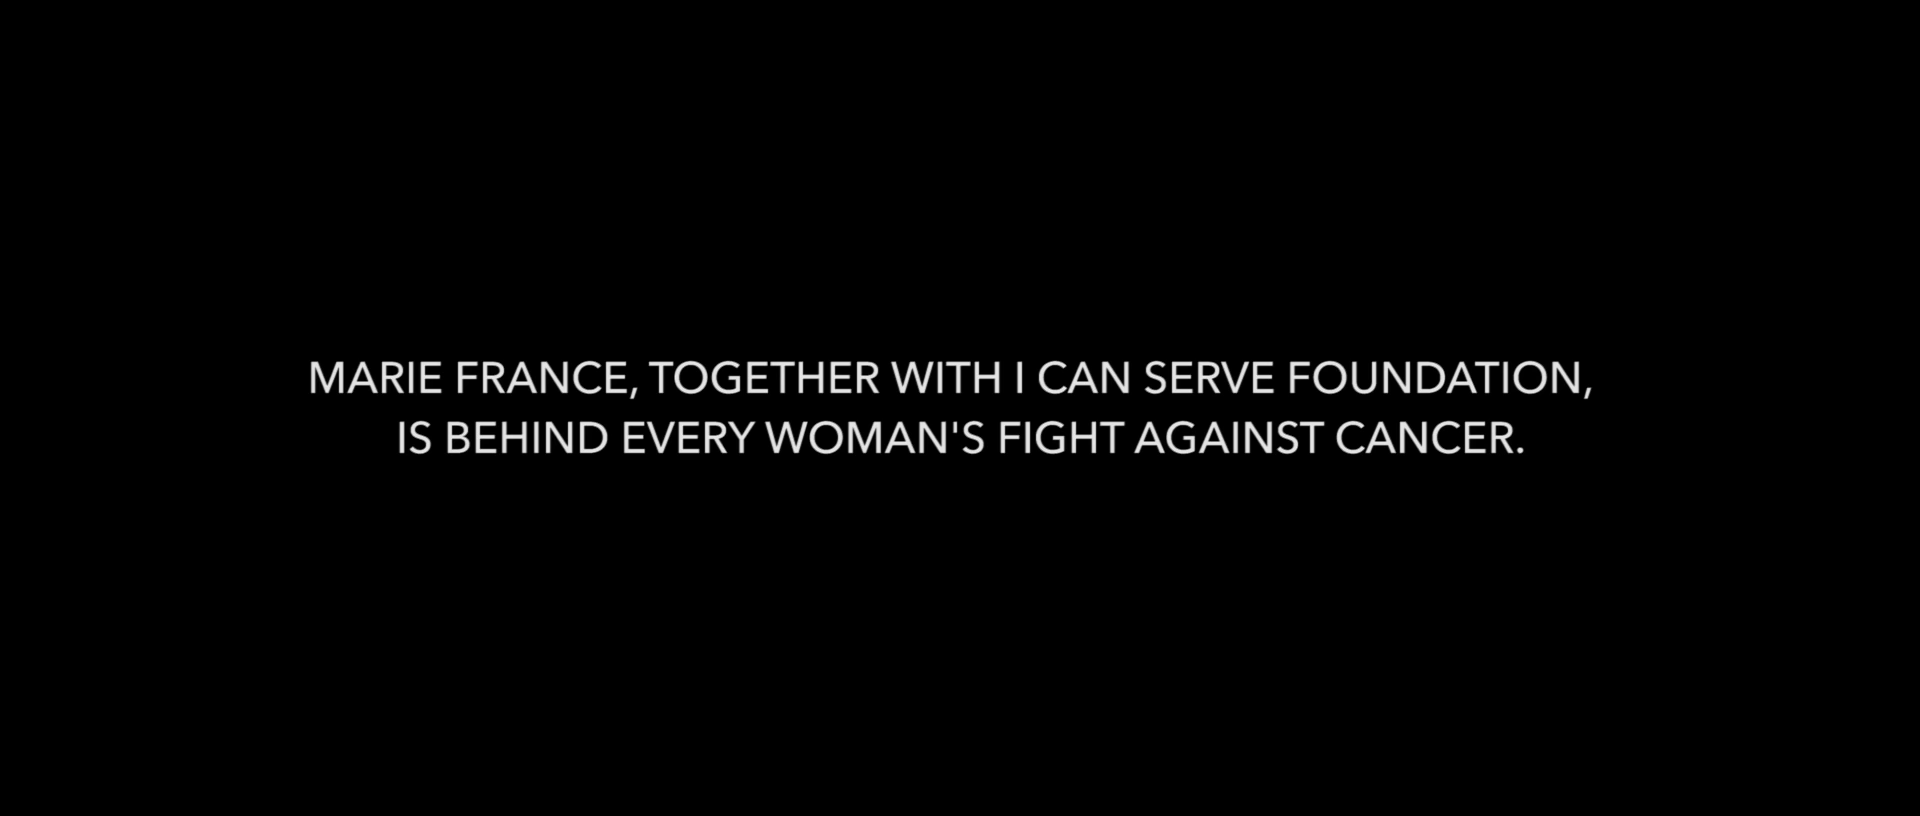 MARIE FRANCE, TOGETHER WITH I CAN SERVE FOUNDATION,
IS BEHIND EVERY WOMAN'S FIGHT AGAINST CANCER.